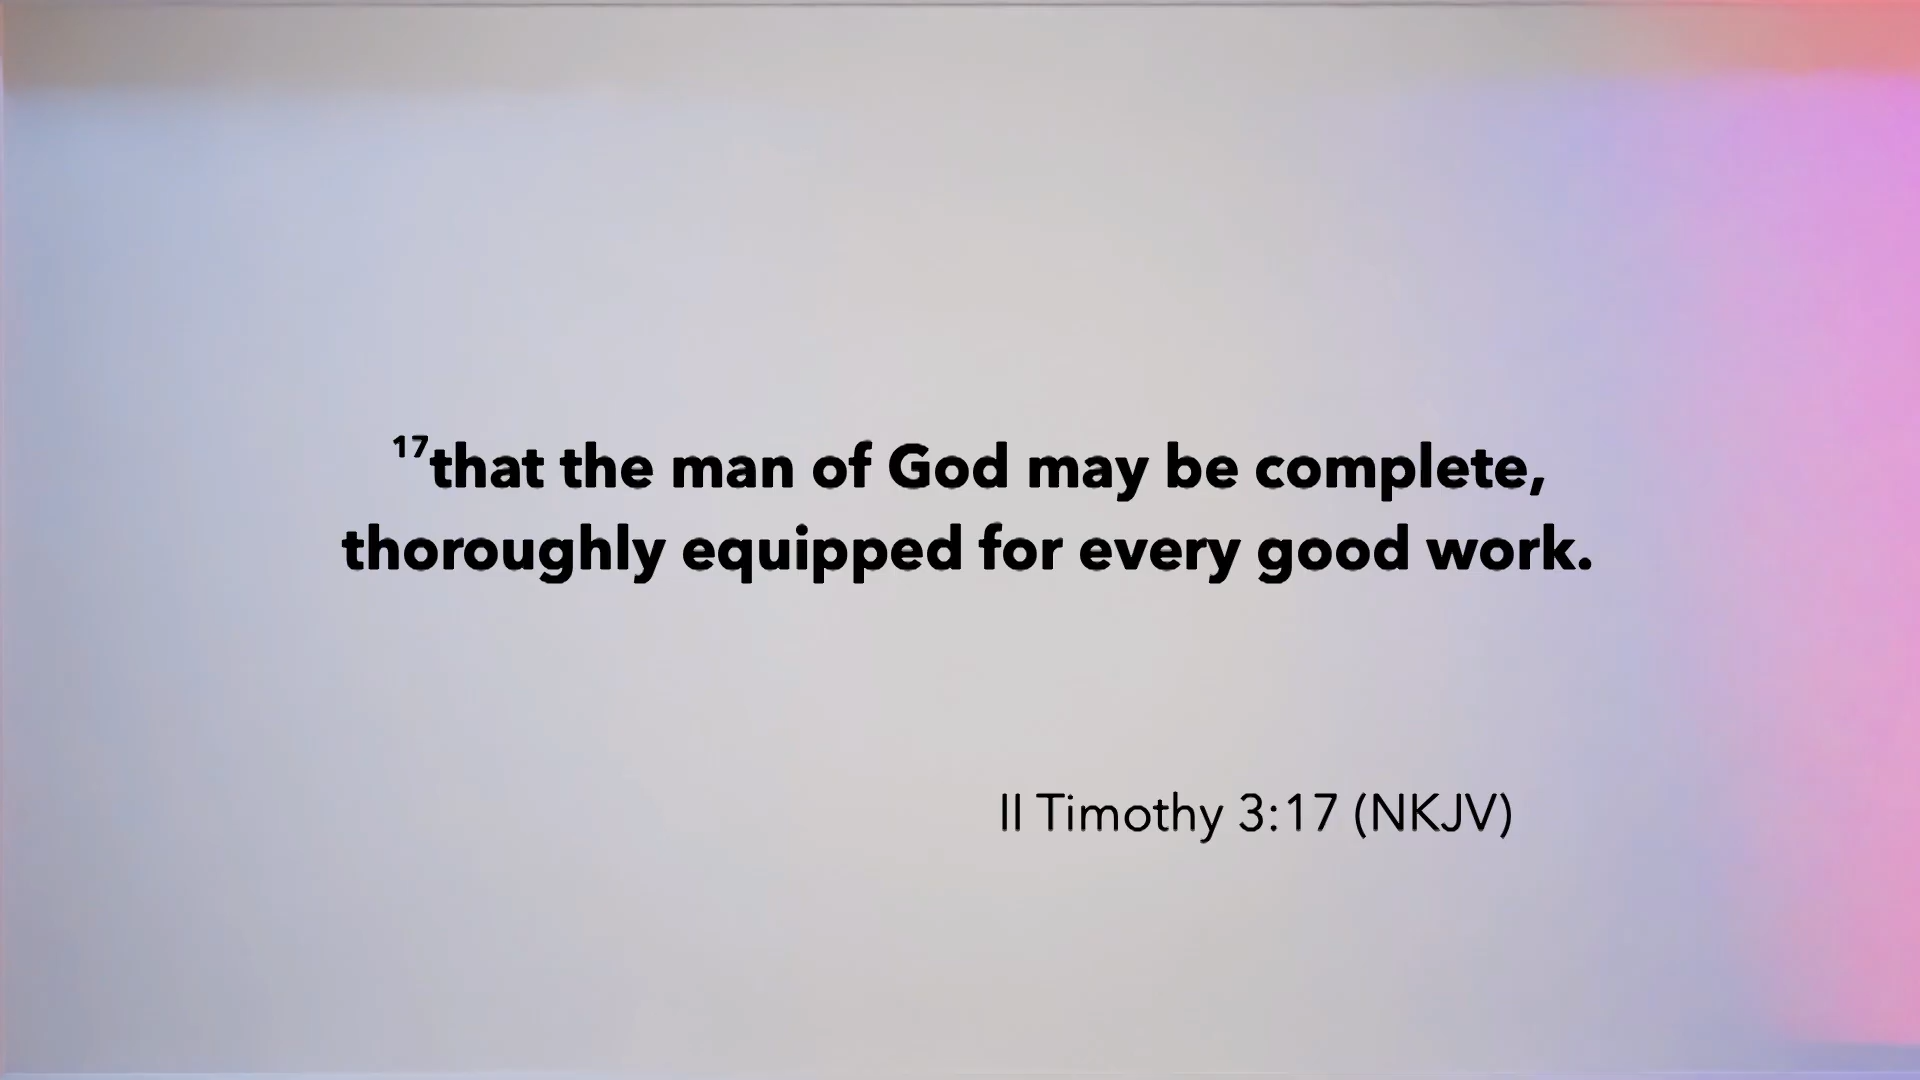 ¹⁷that the man of God may be complete,
thoroughly equipped for every good work.
II Timothy 3:17 (NKJV)